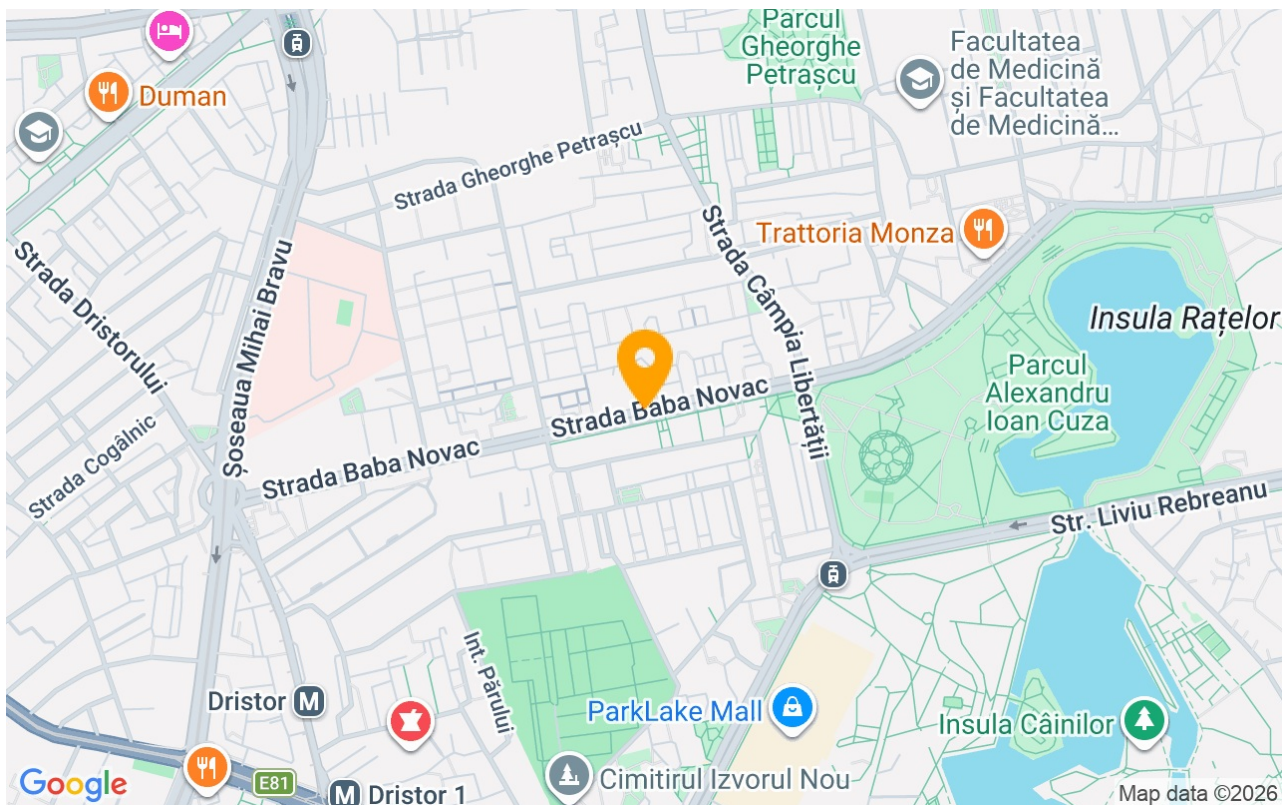 Parcul
Gheorghe
Petrașcu
Facultatea
de Medicină
și Facultatea
de Medicină...
Duman
Strada Gheorghe Petrașcu
Strada Câmpia Libertății
Trattoria Monza
Strada Dristorului
Șoseaua Mihai Bravu
Insula Rațelor
Parcul
Alexandru
Ioan Cuza
Strada Baba Novac
Strada Cogâlnic
Strada Baba Novac
Str. Liviu Rebreanu
Int. Părului
Dristor M
ParkLake Mall
Insula Câinilor
Cimitirul Izvorul Nou
Google
E81
M Dristor 1
Map data ©2026